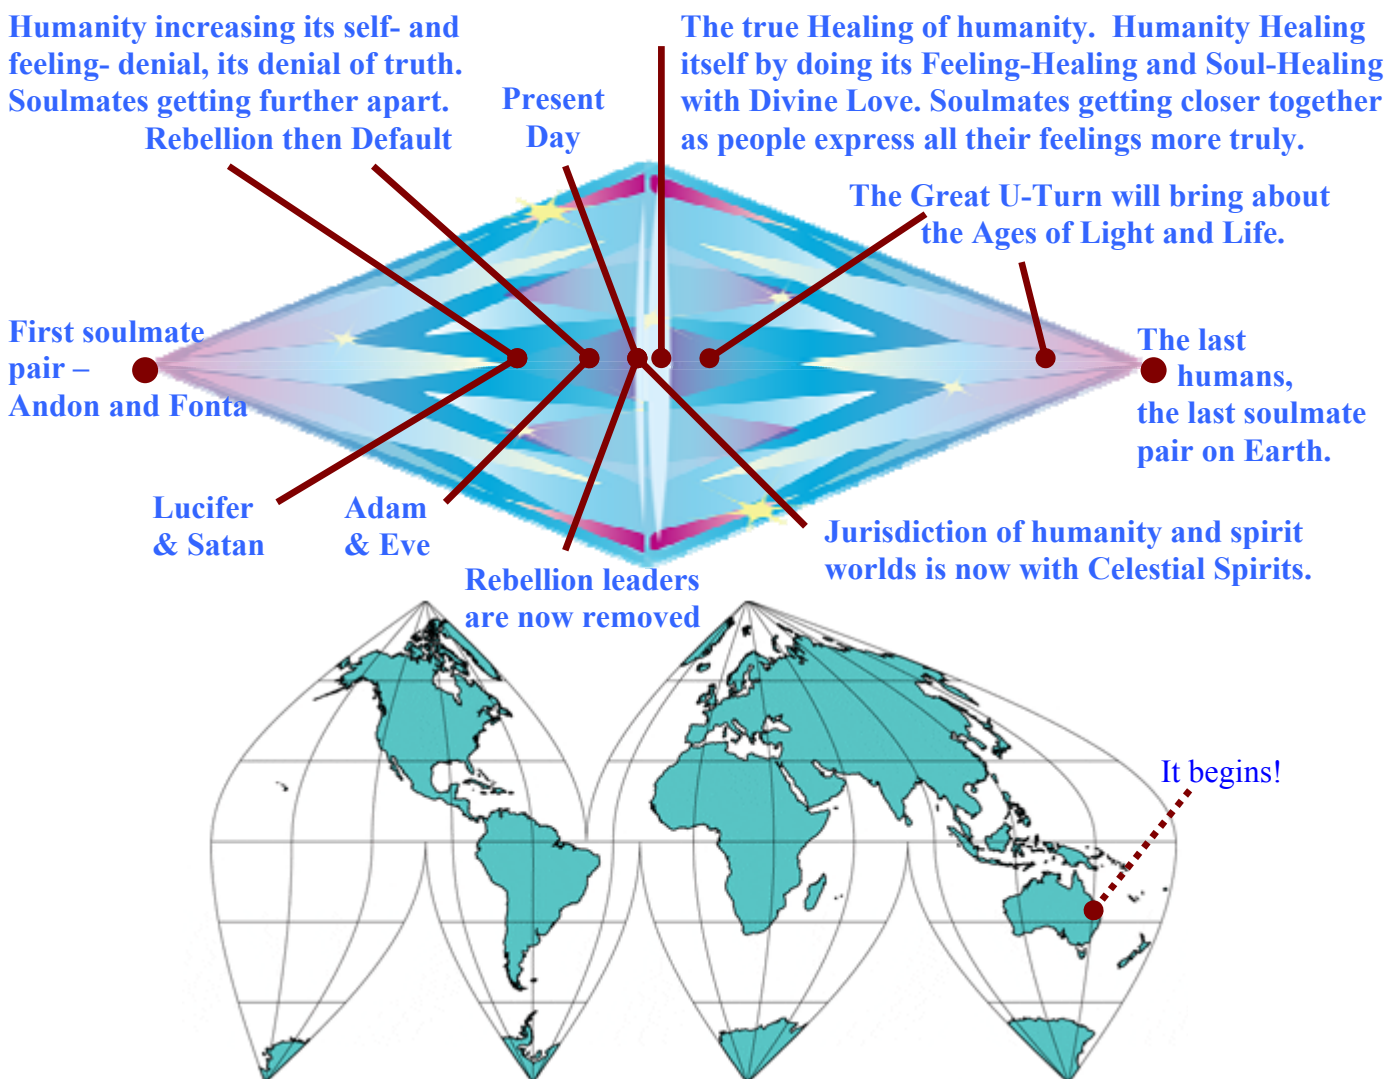 Humanity increasing its self- and
feeling- denial, its denial of truth.
Soulmates getting further apart.
Rebellion then Default
Present
Day
The true Healing of humanity.  Humanity Healing
itself by doing its Feeling-Healing and Soul-Healing
with Divine Love. Soulmates getting closer together
as people express all their feelings more truly.
The Great U-Turn will bring about
the Ages of Light and Life.
First soulmate
pair –
Andon and Fonta
The last
humans,
the last soulmate
pair on Earth.
Lucifer
& Satan
Adam
& Eve
Rebellion leaders
are now removed
Jurisdiction of humanity and spirit
worlds is now with Celestial Spirits.
It begins!